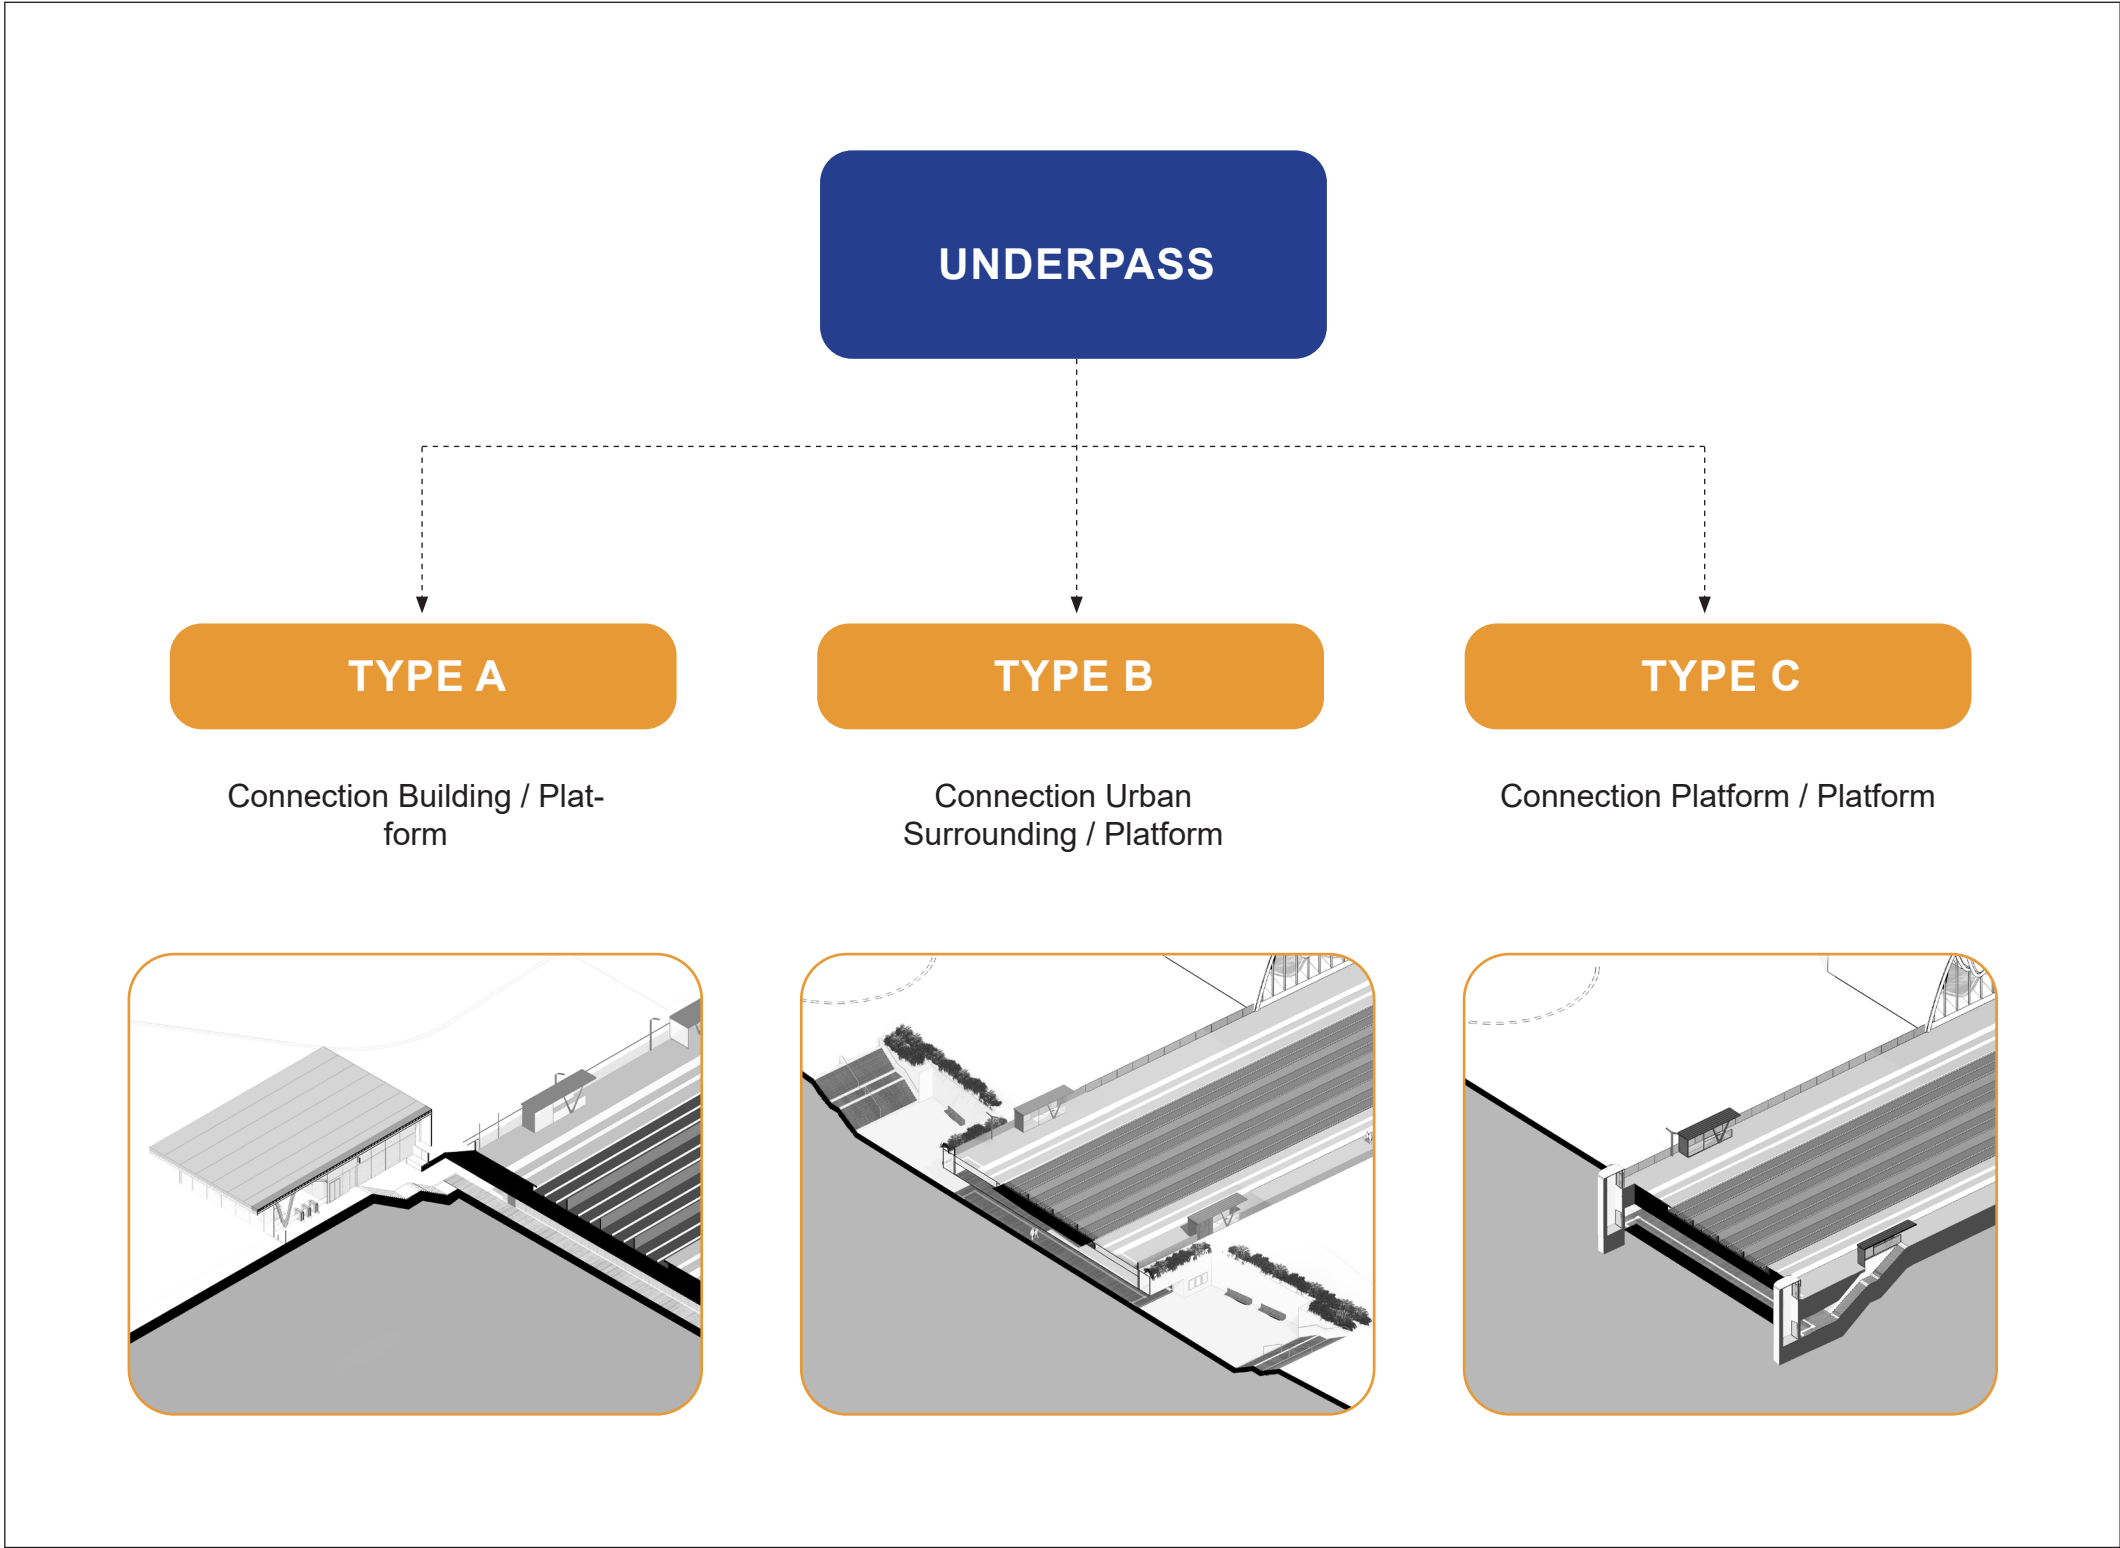 UNDERPASS
TYPE A
TYPE B
TYPE C
Connection Building / Plat-
form
Connection Urban
Surrounding / Platform
Connection Platform / Platform